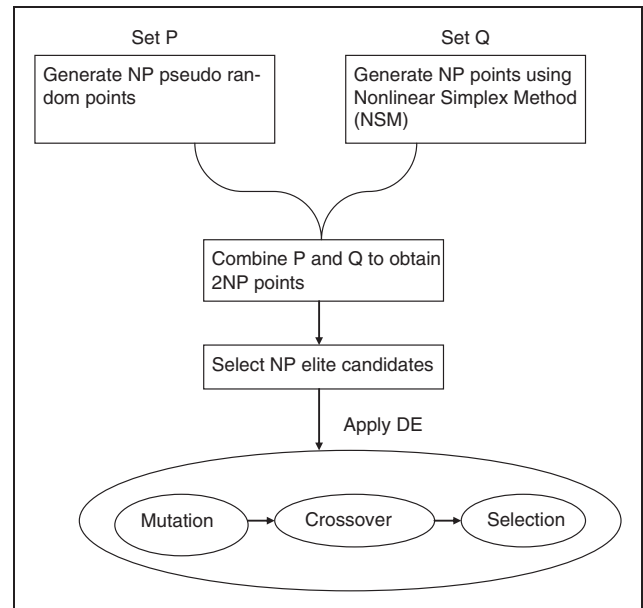 Set P
Set Q
Generate NP pseudo ran-
dom points
Generate NP points using
Nonlinear Simplex Method
(NSM)
Combine P and Q to obtain
2NP points
Select NP elite candidates
Apply DE
Mutation
Crossover
Selection